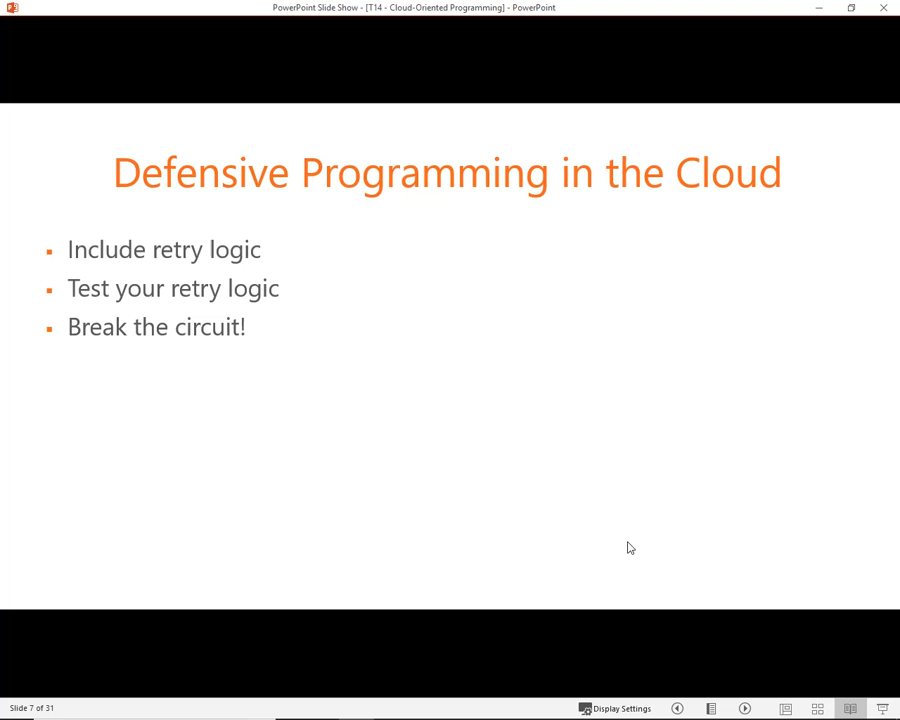 PowerPoint Slide Show - [T14 - Cloud-Oriented Programming] - PowerPoint
Defensive Programming in the Cloud
Include retry logic
Test your retry logic
Break the circuit!
Slide 7 of 31
Display Settings